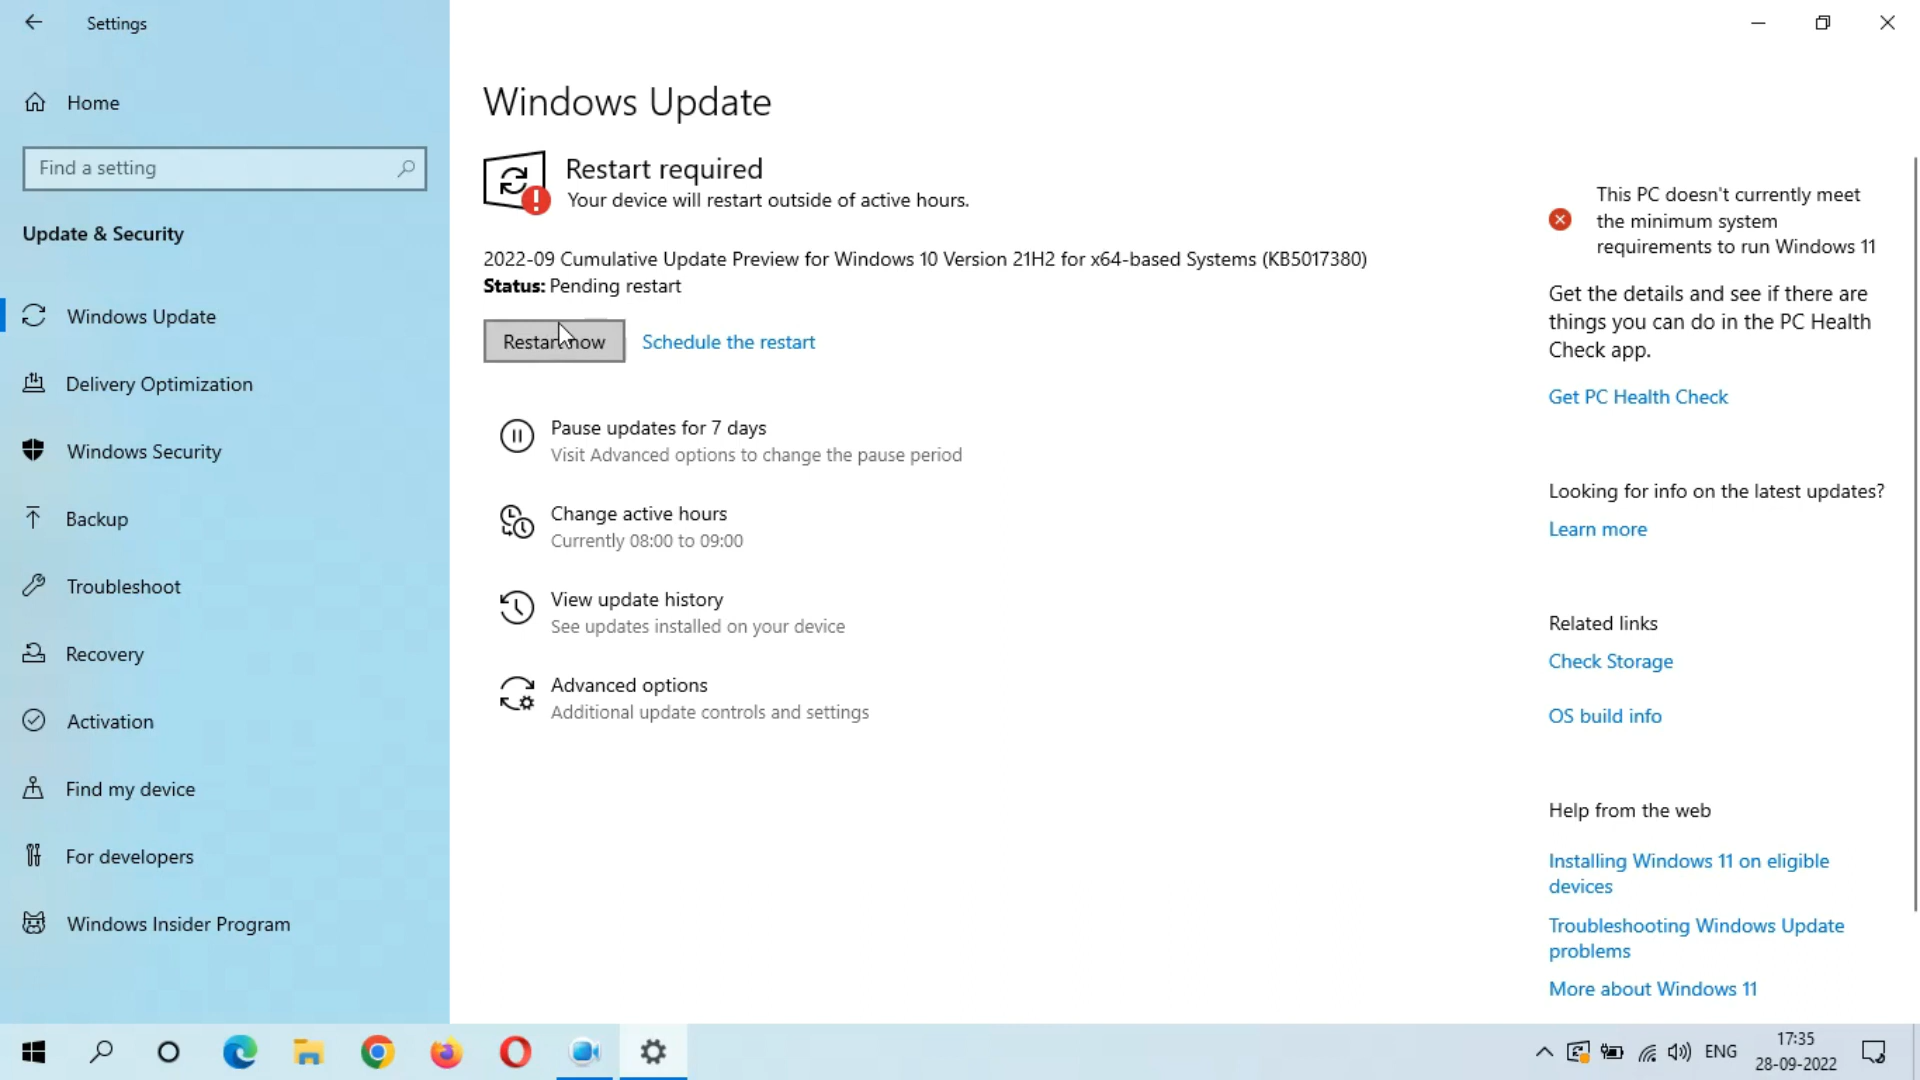 Settings
Home
Find a setting
Update & Security
Windows Update
Delivery Optimization
Windows Security
Backup
Troubleshoot
Recovery
Activation
Find my device
For developers
Windows Insider Program
Windows Update
Restart required
Your device will restart outside of active hours.
2022-09 Cumulative Update Preview for Windows 10 Version 21H2 for x64-based Systems (KB5017380)
Status: Pending restart
Restart now
Schedule the restart
Pause updates for 7 days
Visit Advanced options to change the pause period
Change active hours
Currently 08:00 to 09:00
View update history
See updates installed on your device
Advanced options
Additional update controls and settings
This PC doesn't currently meet
the minimum system
requirements to run Windows 11
Get the details and see if there are
things you can do in the PC Health
Check app.
Get PC Health Check
Looking for info on the latest updates?
Learn more
Related links
Check Storage
OS build info
Help from the web
Installing Windows 11 on eligible
devices
Troubleshooting Windows Update
problems
More about Windows 11
ENG
17:35
28-09-2022